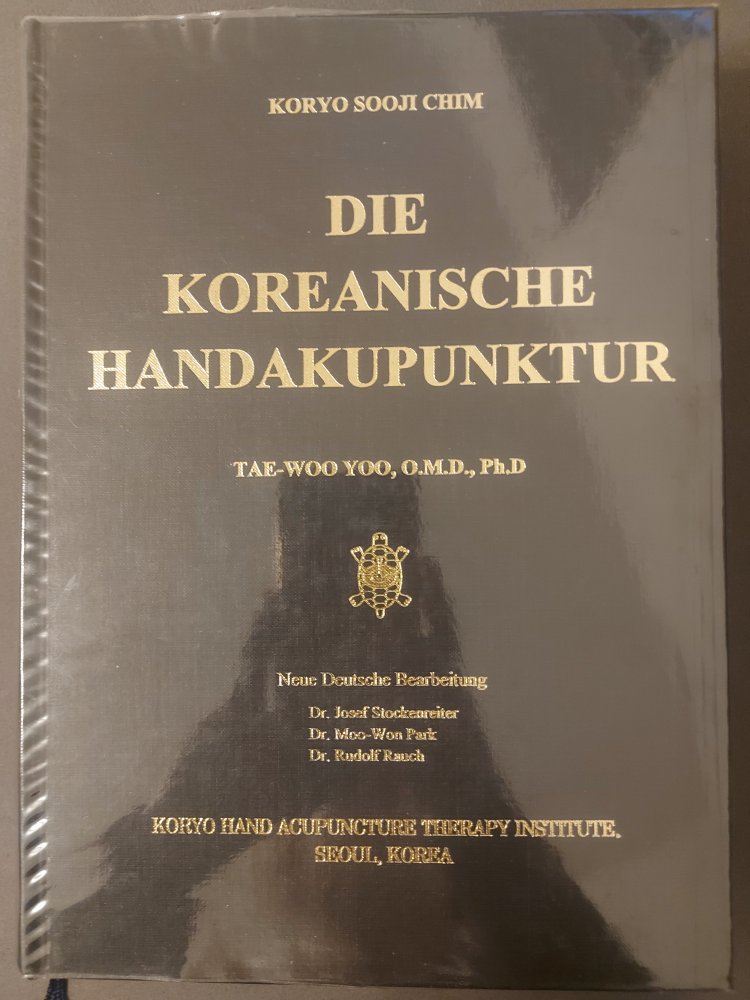 KORYO SOOJI CHIM
DIE
KOREANISCHE
HANDAKUPUNKTUR
TAE-WOO YOO, O.M.D., Ph.D
Neue Deutsche Bearbeitung
Dr. Josef Stockenreiter
Dr. Moo-Won Park
Dr. Rudolf Rauch
KORYO HAND ACUPUNCTURE THERAPY INSTITUTE.
SEOUL, KOREA